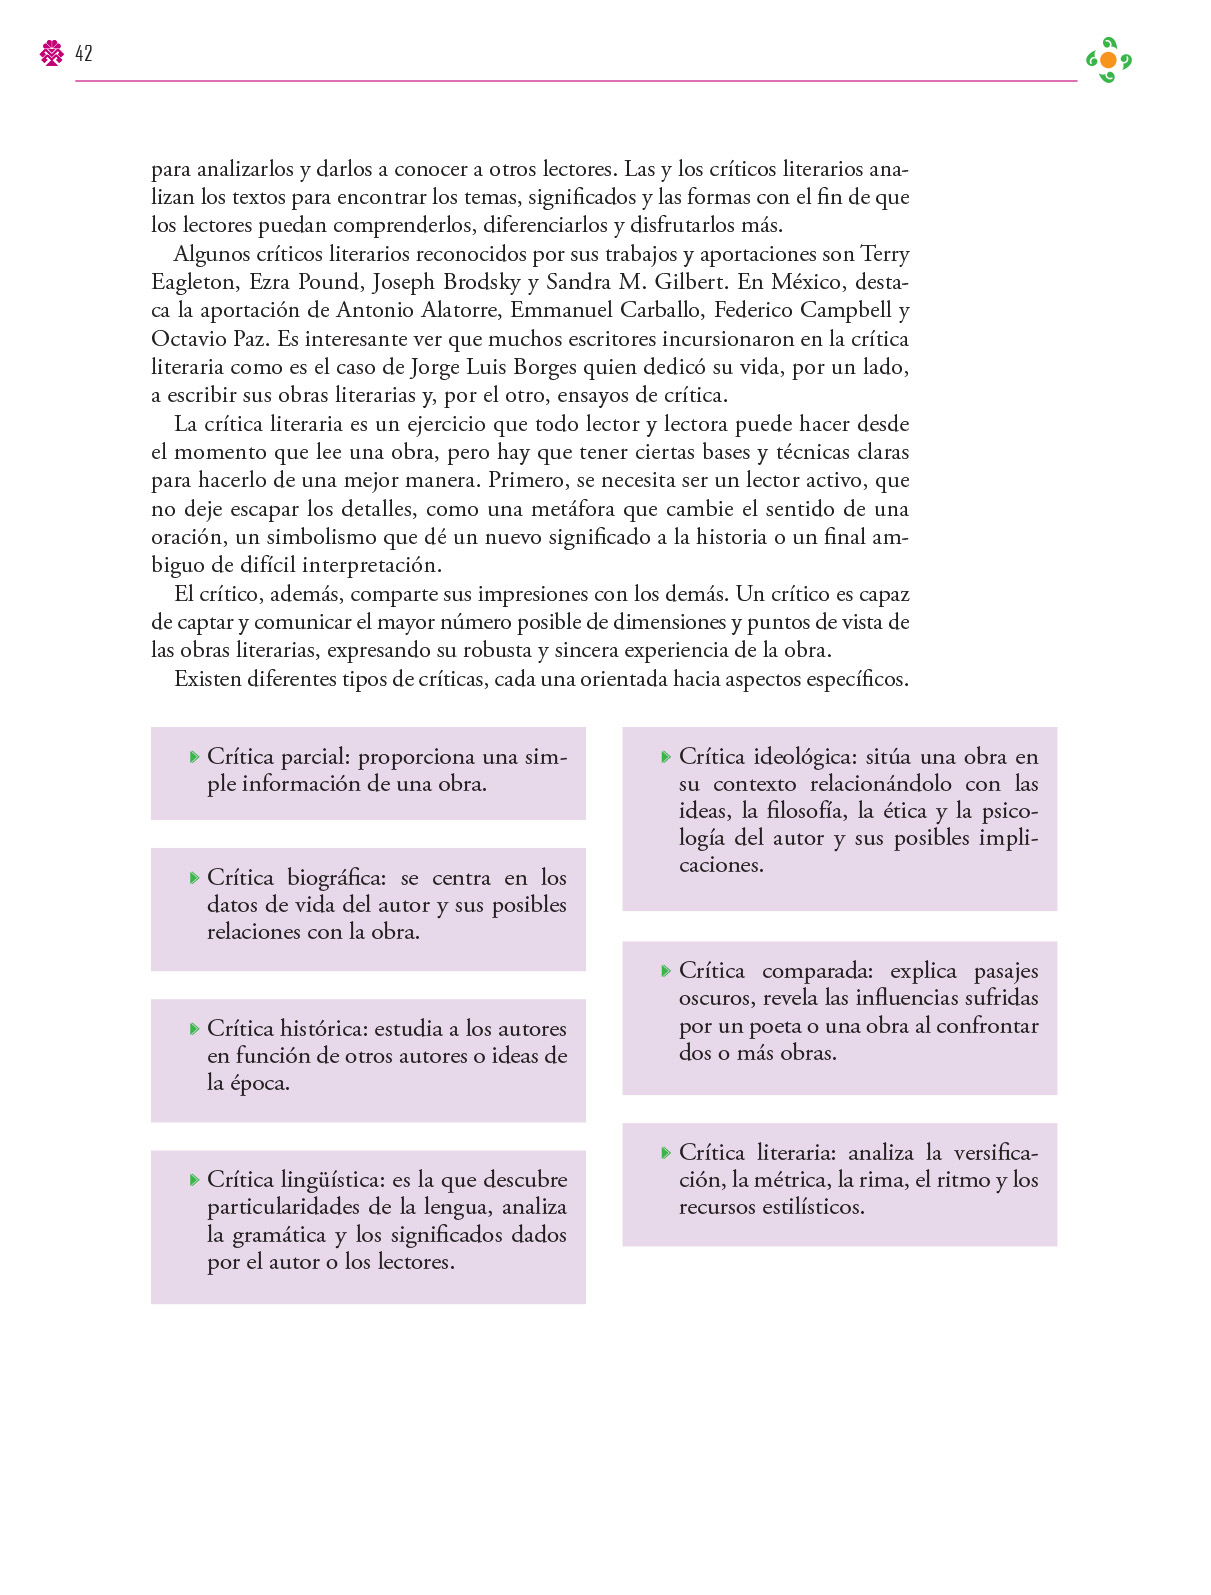 42
para analizarlos y darlos a conocer a otros lectores. Las y los críticos literarios ana-
lizan los textos para encontrar los temas, significados y las formas con el fin de que
los lectores puedan comprenderlos, diferenciarlos y disfrutarlos más.
Algunos críticos literarios reconocidos por sus trabajos y aportaciones son Terry
Eagleton, Ezra Pound, Joseph Brodsky y Sandra M. Gilbert. En México, desta-
ca la aportación de Antonio Alatorre, Emmanuel Carballo, Federico Campbell y
Octavio Paz. Es interesante ver que muchos escritores incursionaron en la crítica
literaria como es el caso de Jorge Luis Borges quien dedicó su vida, por un lado,
a escribir sus obras literarias y, por el otro, ensayos de crítica.
La crítica literaria es un ejercicio que todo lector y lectora puede hacer desde
el momento que lee una obra, pero hay que tener ciertas bases y técnicas claras
para hacerlo de una mejor manera. Primero, se necesita ser un lector activo, que
no deje escapar los detalles, como una metáfora que cambie el sentido de una
oración, un simbolismo que dé un nuevo significado a la historia o un final am-
biguo de difícil interpretación.
El crítico, además, comparte sus impresiones con los demás. Un crítico es capaz
de captar y comunicar el mayor número posible de dimensiones y puntos de vista de
las obras literarias, expresando su robusta y sincera experiencia de la obra.
Existen diferentes tipos de críticas, cada una orientada hacia aspectos específicos.
Crítica parcial: proporciona una sim-
ple información de una obra.
Crítica biográfica: se centra en los
datos de vida del autor y sus posibles
relaciones con la obra.
Crítica histórica: estudia a los autores
en función de otros autores o ideas de
la época.
Crítica lingüística: es la que descubre
particularidades de la lengua, analiza
la gramática y los significados dados
por el autor o los lectores.
Crítica ideológica: sitúa una obra en
su contexto relacionándolo con las
ideas, la filosofía, la ética y la psico-
logía del autor y sus posibles impli-
caciones.
Crítica comparada: explica pasajes
oscuros, revela las influencias sufridas
por un poeta o una obra al confrontar
dos o más obras.
Crítica literaria: analiza la versifica-
ción, la métrica, la rima, el ritmo y los
recursos estilísticos.